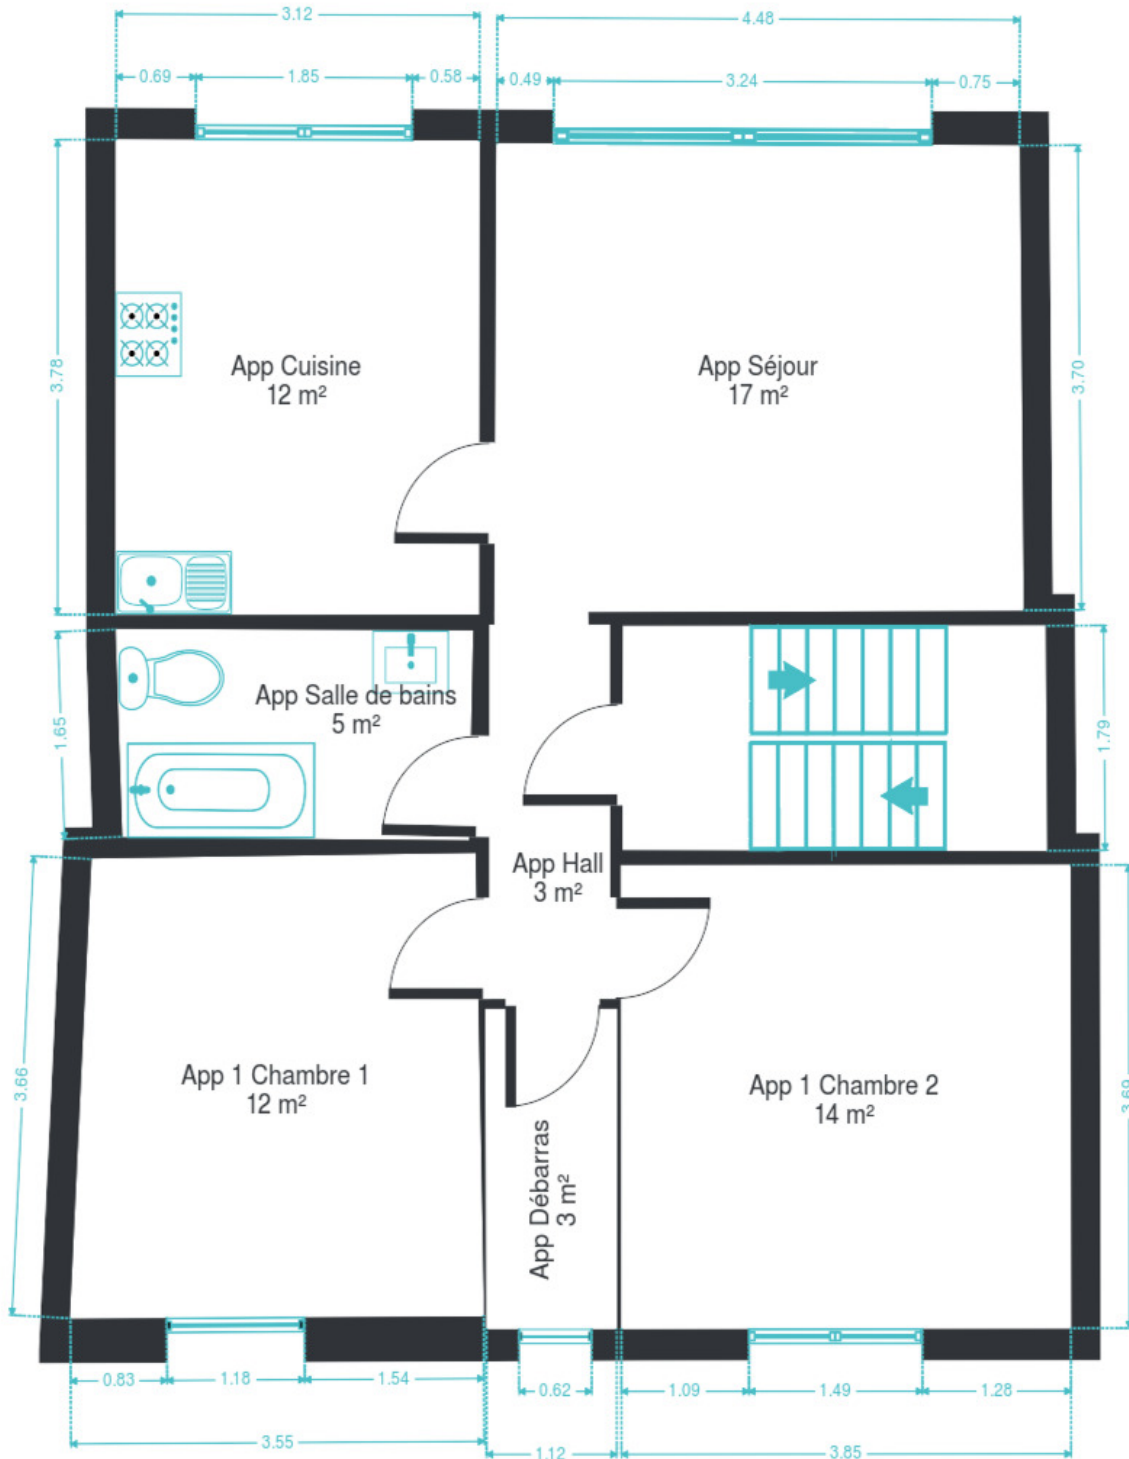 3.12
4.48
0.69
1.85
0.58
0.49
3.24
0.75
App Cuisine
12 m²
App Séjour
17 m²
3.78
3.70
App Salle de bains
5 m²
1.65
1.79
App Hall
3 m²
App 1 Chambre 1
12 m²
App 1 Chambre 2
14 m²
3.66
3.69
App Débarras
3 m²
0.83
1.18
1.54
0.62
1.09
1.49
1.28
3.55
1.12
3.85